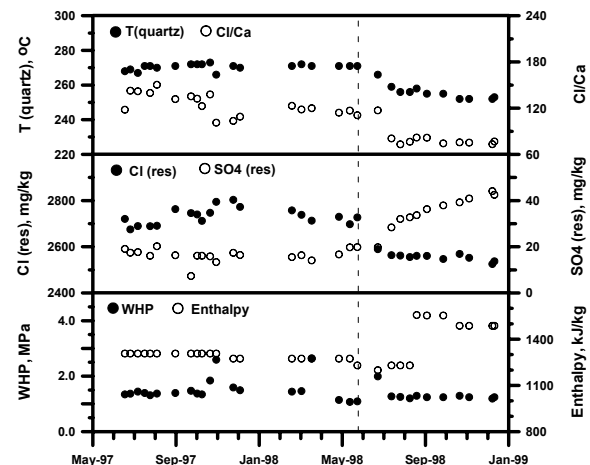 300 T(quartz) Cl/Ca 240
280 180
260 120
240 60
220 0
T (quartz), ºC
Cl/Ca
Cl (res) SO4 (res) 60
2800 40
2600 20
2400 0
Cl (res), mg/kg
SO4 (res), mg/kg
WHP Enthalpy
4.0 1400
2.0 1100
0.0 800
WHP, MPa
Enthalpy, kJ/kg
May-97 Sep-97 Jan-98 May-98 Sep-98 Jan-99